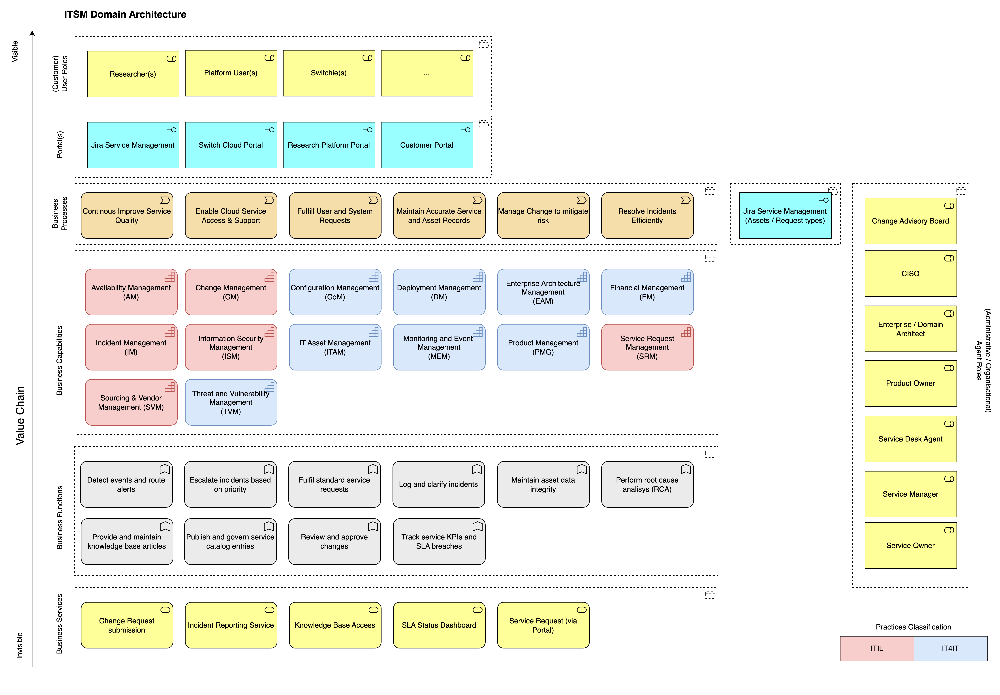 ITSM Domain Architecture
Visible
(Customer)
User Roles
Researcher(s)
Platform User(s)
Switchie(s)
...
Portal(s)
Jira Service Management
Switch Cloud Portal
Research Platform Portal
Customer Portal
Business
Processes
Continous Improve Service
Quality
Enable Cloud Service
Access & Support
Fulfill User and System
Requests
Maintain Accurate Service
and Asset Records
Manage Change to mitigate
risk
Resolve Incidents
Efficiently
Jira Service Management
(Assets / Request types)
Value Chain
Business Capabilities
Availability Management
(AM)
Change Management
(CM)
Configuration Management
(CoM)
Deployment Management
(DM)
Enterprise Architecture
Management
(EAM)
Financial Management
(FM)
Incident Management
(IM)
Information Security
Management
(ISM)
IT Asset Management
(ITAM)
Monitoring and Event
Management
(MEM)
Product Management
(PMG)
Service Request
Management
(SRM)
Sourcing & Vendor
Management (SVM)
Threat and Vulnerability
Management
(TVM)
Business Functions
Detect events and route
alerts
Escalate incidents based
on priority
Fulfil standard service
requests
Log and clarify incidents
Maintain asset data
integrity
Perform root cause
analisys (RCA)
Provide and maintain
knowledge base articles
Publish and govern service
catalog entries
Review and approve
changes
Track service KPIs and
SLA breaches
Invisible
Business Services
Change Request
submission
Incident Reporting Service
Knowledge Base Access
SLA Status Dashboard
Service Request (via
Portal)
(Administrative / Organisational)
Agent Roles
Change Advisory Board
CISO
Enterprise / Domain
Architect
Product Owner
Service Desk Agent
Service Manager
Service Owner
Practices Classification
ITIL
IT4IT